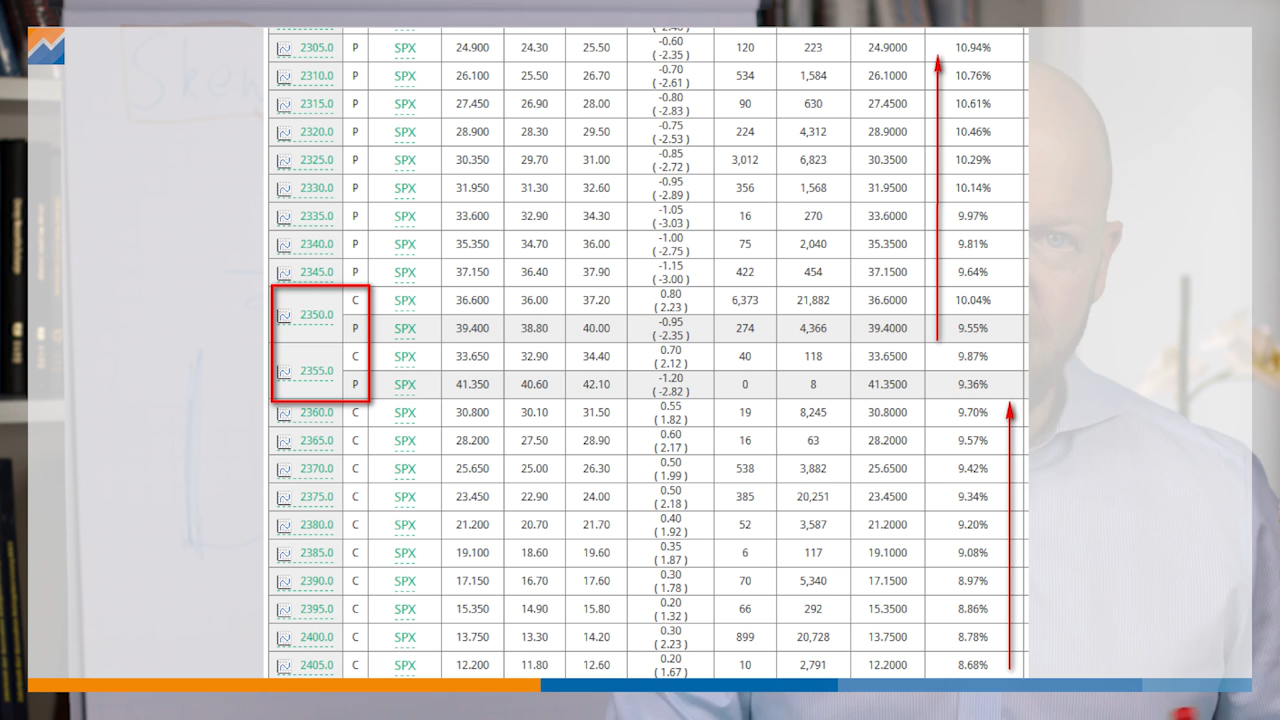 Skew
2305.0 P SPX 24.900 24.30 25.50 -0.60 120 223 24.9000 10.94%
( -2.35 )
2310.0 P SPX 26.100 25.50 26.70 -0.70 534 1,584 26.1000 10.76%
( -2.61 )
2315.0 P SPX 27.450 26.90 28.00 -0.80 90 630 27.4500 10.61%
( -2.83 )
2320.0 P SPX 28.900 28.30 29.50 -0.75 224 4,312 28.9000 10.46%
( -2.53 )
2325.0 P SPX 30.350 29.70 31.00 -0.85 3,012 6,823 30.3500 10.29%
( -2.72 )
2330.0 P SPX 31.950 31.30 32.60 -0.95 356 1,568 31.9500 10.14%
( -2.89 )
2335.0 P SPX 33.600 32.90 34.30 -1.05 16 270 33.6000 9.97%
( -3.03 )
2340.0 P SPX 35.350 34.70 36.00 -1.00 75 2,040 35.3500 9.81%
( -2.75 )
2345.0 P SPX 37.150 36.40 37.90 -1.15 422 454 37.1500 9.64%
( -3.00 )
2350.0 C SPX 36.600 36.00 37.20 0.80 6,373 21,882 36.6000 10.04%
( 2.23 )
P SPX 39.400 38.80 40.00 -0.95 274 4,366 39.4000 9.55%
( -2.35 )
2355.0 C SPX 33.650 32.90 34.40 0.70 40 118 33.6500 9.87%
( 2.12 )
P SPX 41.350 40.60 42.10 -1.20 0 8 41.3500 9.36%
( -2.82 )
2360.0 C SPX 30.800 30.10 31.50 0.55 19 8,245 30.8000 9.70%
( 1.82 )
2365.0 C SPX 28.200 27.50 28.90 0.60 16 63 28.2000 9.57%
( 2.17 )
2370.0 C SPX 25.650 25.00 26.30 0.50 538 3,882 25.6500 9.42%
( 1.99 )
2375.0 C SPX 23.450 22.90 24.00 0.50 385 20,251 23.4500 9.34%
( 2.18 )
2380.0 C SPX 21.200 20.70 21.70 0.40 52 3,587 21.2000 9.20%
( 1.92 )
2385.0 C SPX 19.100 18.60 19.60 0.35 6 117 19.1000 9.08%
( 1.87 )
2390.0 C SPX 17.150 16.70 17.60 0.30 70 5,340 17.1500 8.97%
( 1.78 )
2395.0 C SPX 15.350 14.90 15.80 0.20 66 292 15.3500 8.86%
( 1.32 )
2400.0 C SPX 13.750 13.30 14.20 0.30 899 20,728 13.7500 8.78%
( 2.23 )
2405.0 C SPX 12.200 11.80 12.60 0.20 10 2,791 12.2000 8.68%
( 1.67 )